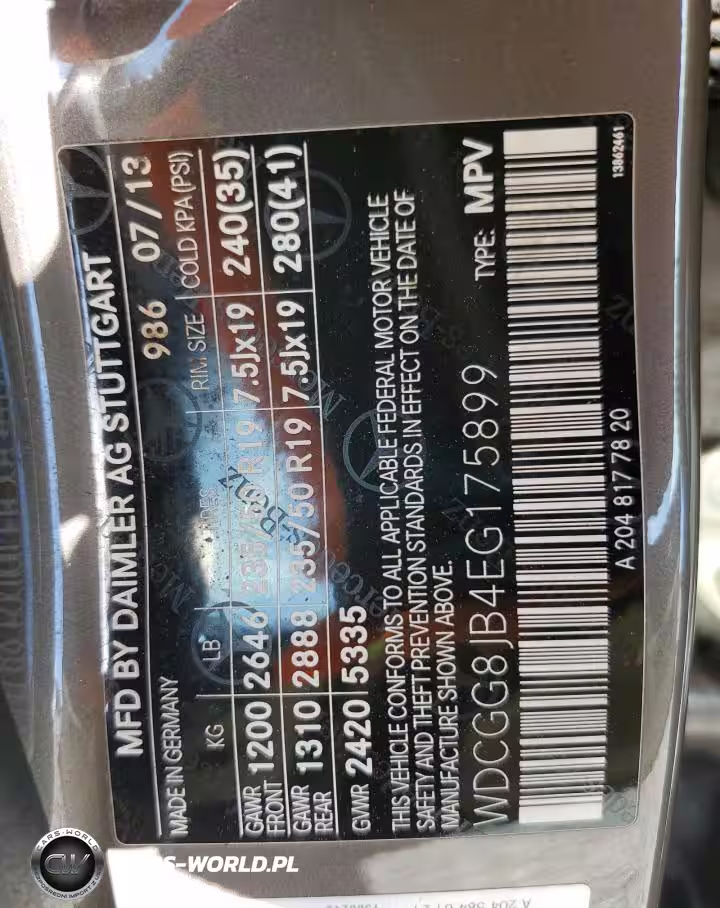 MFD BY DAIMLER AG STUTTGART
MADE IN GERMANY 986 07/13
KG LB RIM SIZE COLD KPA (PSI)
GAWR FRONT 1200 2646 235/50 R19 7.5Jx19 240(35)
GAWR REAR 1310 2888 235/50 R19 7.5Jx19 280(41)
GWR 2420 5335
THIS VEHICLE CONFORMS TO ALL APPLICABLE FEDERAL MOTOR VEHICLE
SAFETY AND THEFT PREVENTION STANDARDS IN EFFECT ON THE DATE OF
MANUFACTURE SHOWN ABOVE.
WDCGG8JB4EG175899 TYPE: MPV
A 204 817 78 20 13862461
CARS-WORLD.PL